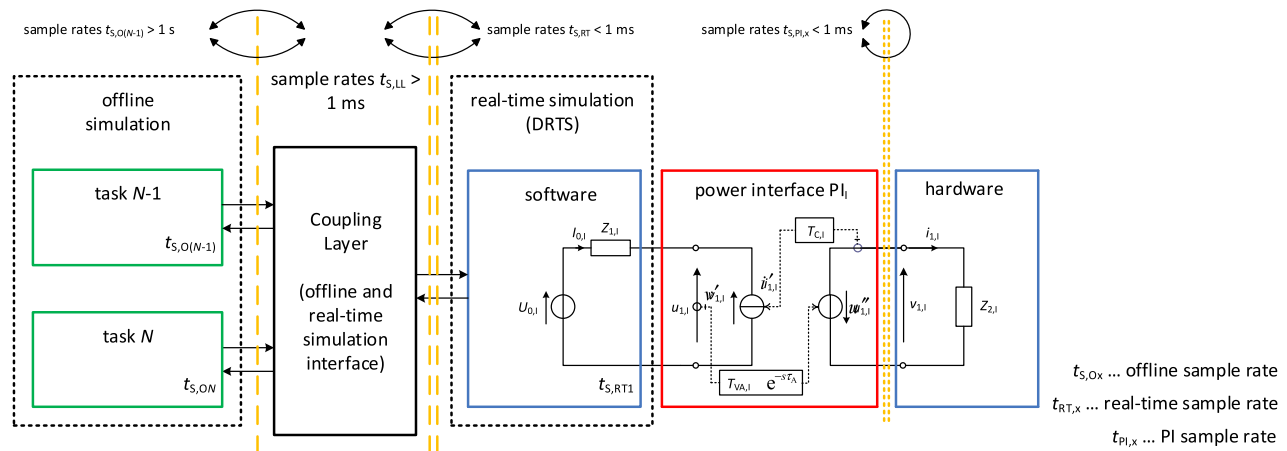 sample rates tS,O(N-1) > 1 s
sample rates tS,RT < 1 ms
sample rates tS,PI,x < 1 ms
sample rates tS,LL >
1 ms
offline
simulation
real-time simulation
(DRTS)
task N-1
tS,O(N-1)
task N
tS,ON
Coupling
Layer
(offline and
real-time
simulation
interface)
software
I0,I
Z1,I
U0,I
tS,RT1
power interface PII
TC,I
u1,I
TVA,I e−sτA
hardware
i1,I
v1,I
Z2,I
tS,Ox ... offline sample rate
tRT,x ... real-time sample rate
tPI,x ... PI sample rate